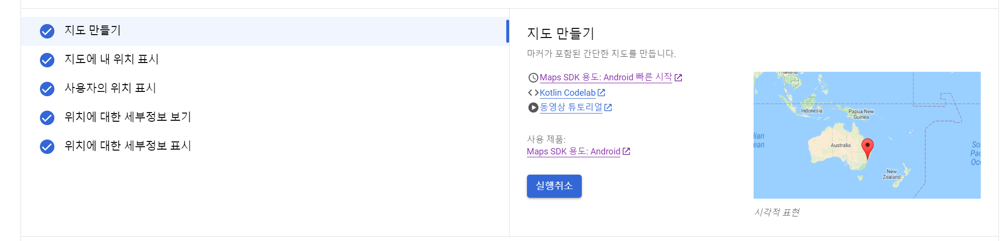 지도 만들기
지도에 내 위치 표시
사용자의 위치 표시
위치에 대한 세부정보 보기
위치에 대한 세부정보 표시
지도 만들기
마커가 포함된 간단한 지도를 만듭니다.
Maps SDK 용도: Android 빠른 시작
Kotlin Codelab
동영상 튜토리얼
사용 제품:
Maps SDK 용도: Android
실행취소
Thailand
Indonesia
Papua New
Guinea
Australia
New
Zealand
시각적 표현